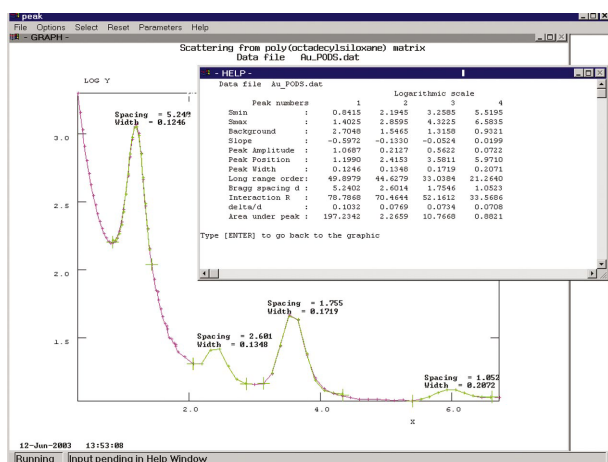 peak
File Options Select Reset Parameters Help
- GRAPH -
Scattering from poly(octadecylsiloxane) matrix
Data file Au_PODS.dat
LOG Y
Spacing = 5.249
Width = 0.1246
3.0
2.0
1.5
Spacing = 2.601
Width = 0.1348
Spacing = 1.755
Width = 0.1719
Spacing = 1.052
Width = 0.2072
2.0 4.0 6.0
X
- HELP -
Data file Au_PODS.dat
Logarithmic scale
Peak numbers 1 2 3 4
Smin : 0.8415 2.1945 3.2585 5.5195
Smax : 1.4025 2.8595 4.3225 6.5835
Background : 2.7048 1.5465 1.3158 0.9321
Slope : -0.5972 -0.1330 -0.0524 0.0199
Peak Amplitude : 1.0687 0.2127 0.5622 0.0722
Peak Position : 1.1990 2.4153 3.5811 5.9710
Peak Width : 0.1246 0.1348 0.1719 0.2071
Long range order: 49.8979 44.6279 33.0384 21.2640
Bragg spacing d : 5.2402 2.6014 1.7546 1.0523
Interaction R : 78.7868 70.4644 52.1612 33.5686
delta/d : 0.1032 0.0769 0.0734 0.0708
Area under peak : 197.2342 2.2659 10.7668 0.8821
Type [ENTER] to go back to the graphic
12-Jun-2003 13:53:08
Running Input pending in Help Window